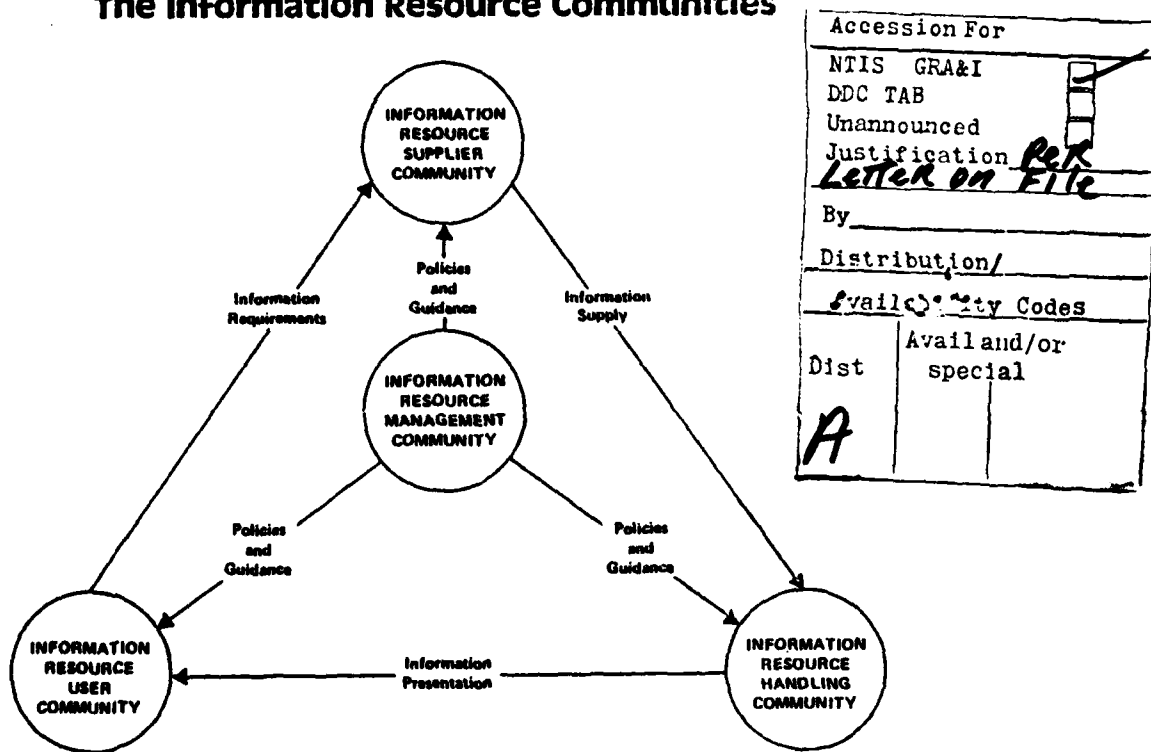 The Information Resource Communities
INFORMATION
RESOURCE
SUPPLIER
COMMUNITY
Policies
and
Guidance
Information
Requirements
Information
Supply
INFORMATION
RESOURCE
MANAGEMENT
COMMUNITY
Policies
and
Guidance
Policies
and
Guidance
INFORMATION
RESOURCE
USER
COMMUNITY
Information
Presentation
INFORMATION
RESOURCE
HANDLING
COMMUNITY
Accession For
NTIS GRA&I
DDC TAB
Unannounced
Justification PER
LETTER ON FILE
By
Distribution/
Codes
Avail and/or
Dist special
A